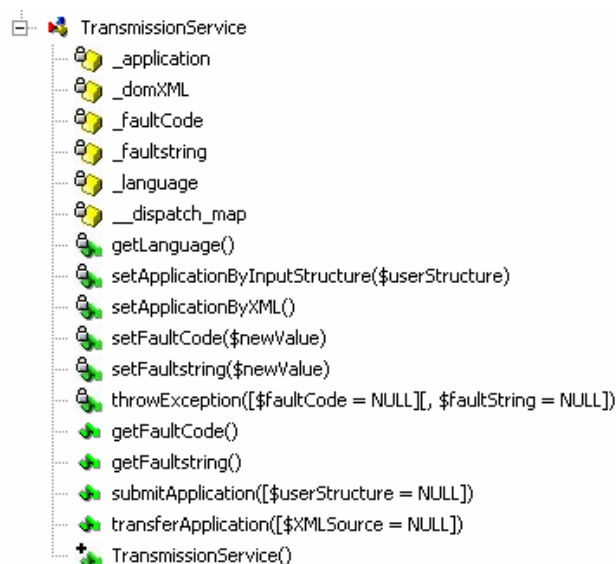 TransmissionService
_application
_domXML
_faultCode
_faultstring
_language
__dispatch_map
getLanguage()
setApplicationByInputStructure($userStructure)
setApplicationByXML()
setFaultCode($newValue)
setFaultstring($newValue)
throwException([$faultCode = NULL][, $faultString = NULL])
getFaultCode()
getFaultstring()
submitApplication([$userStructure = NULL])
transferApplication([$XMLSource = NULL])
TransmissionService()